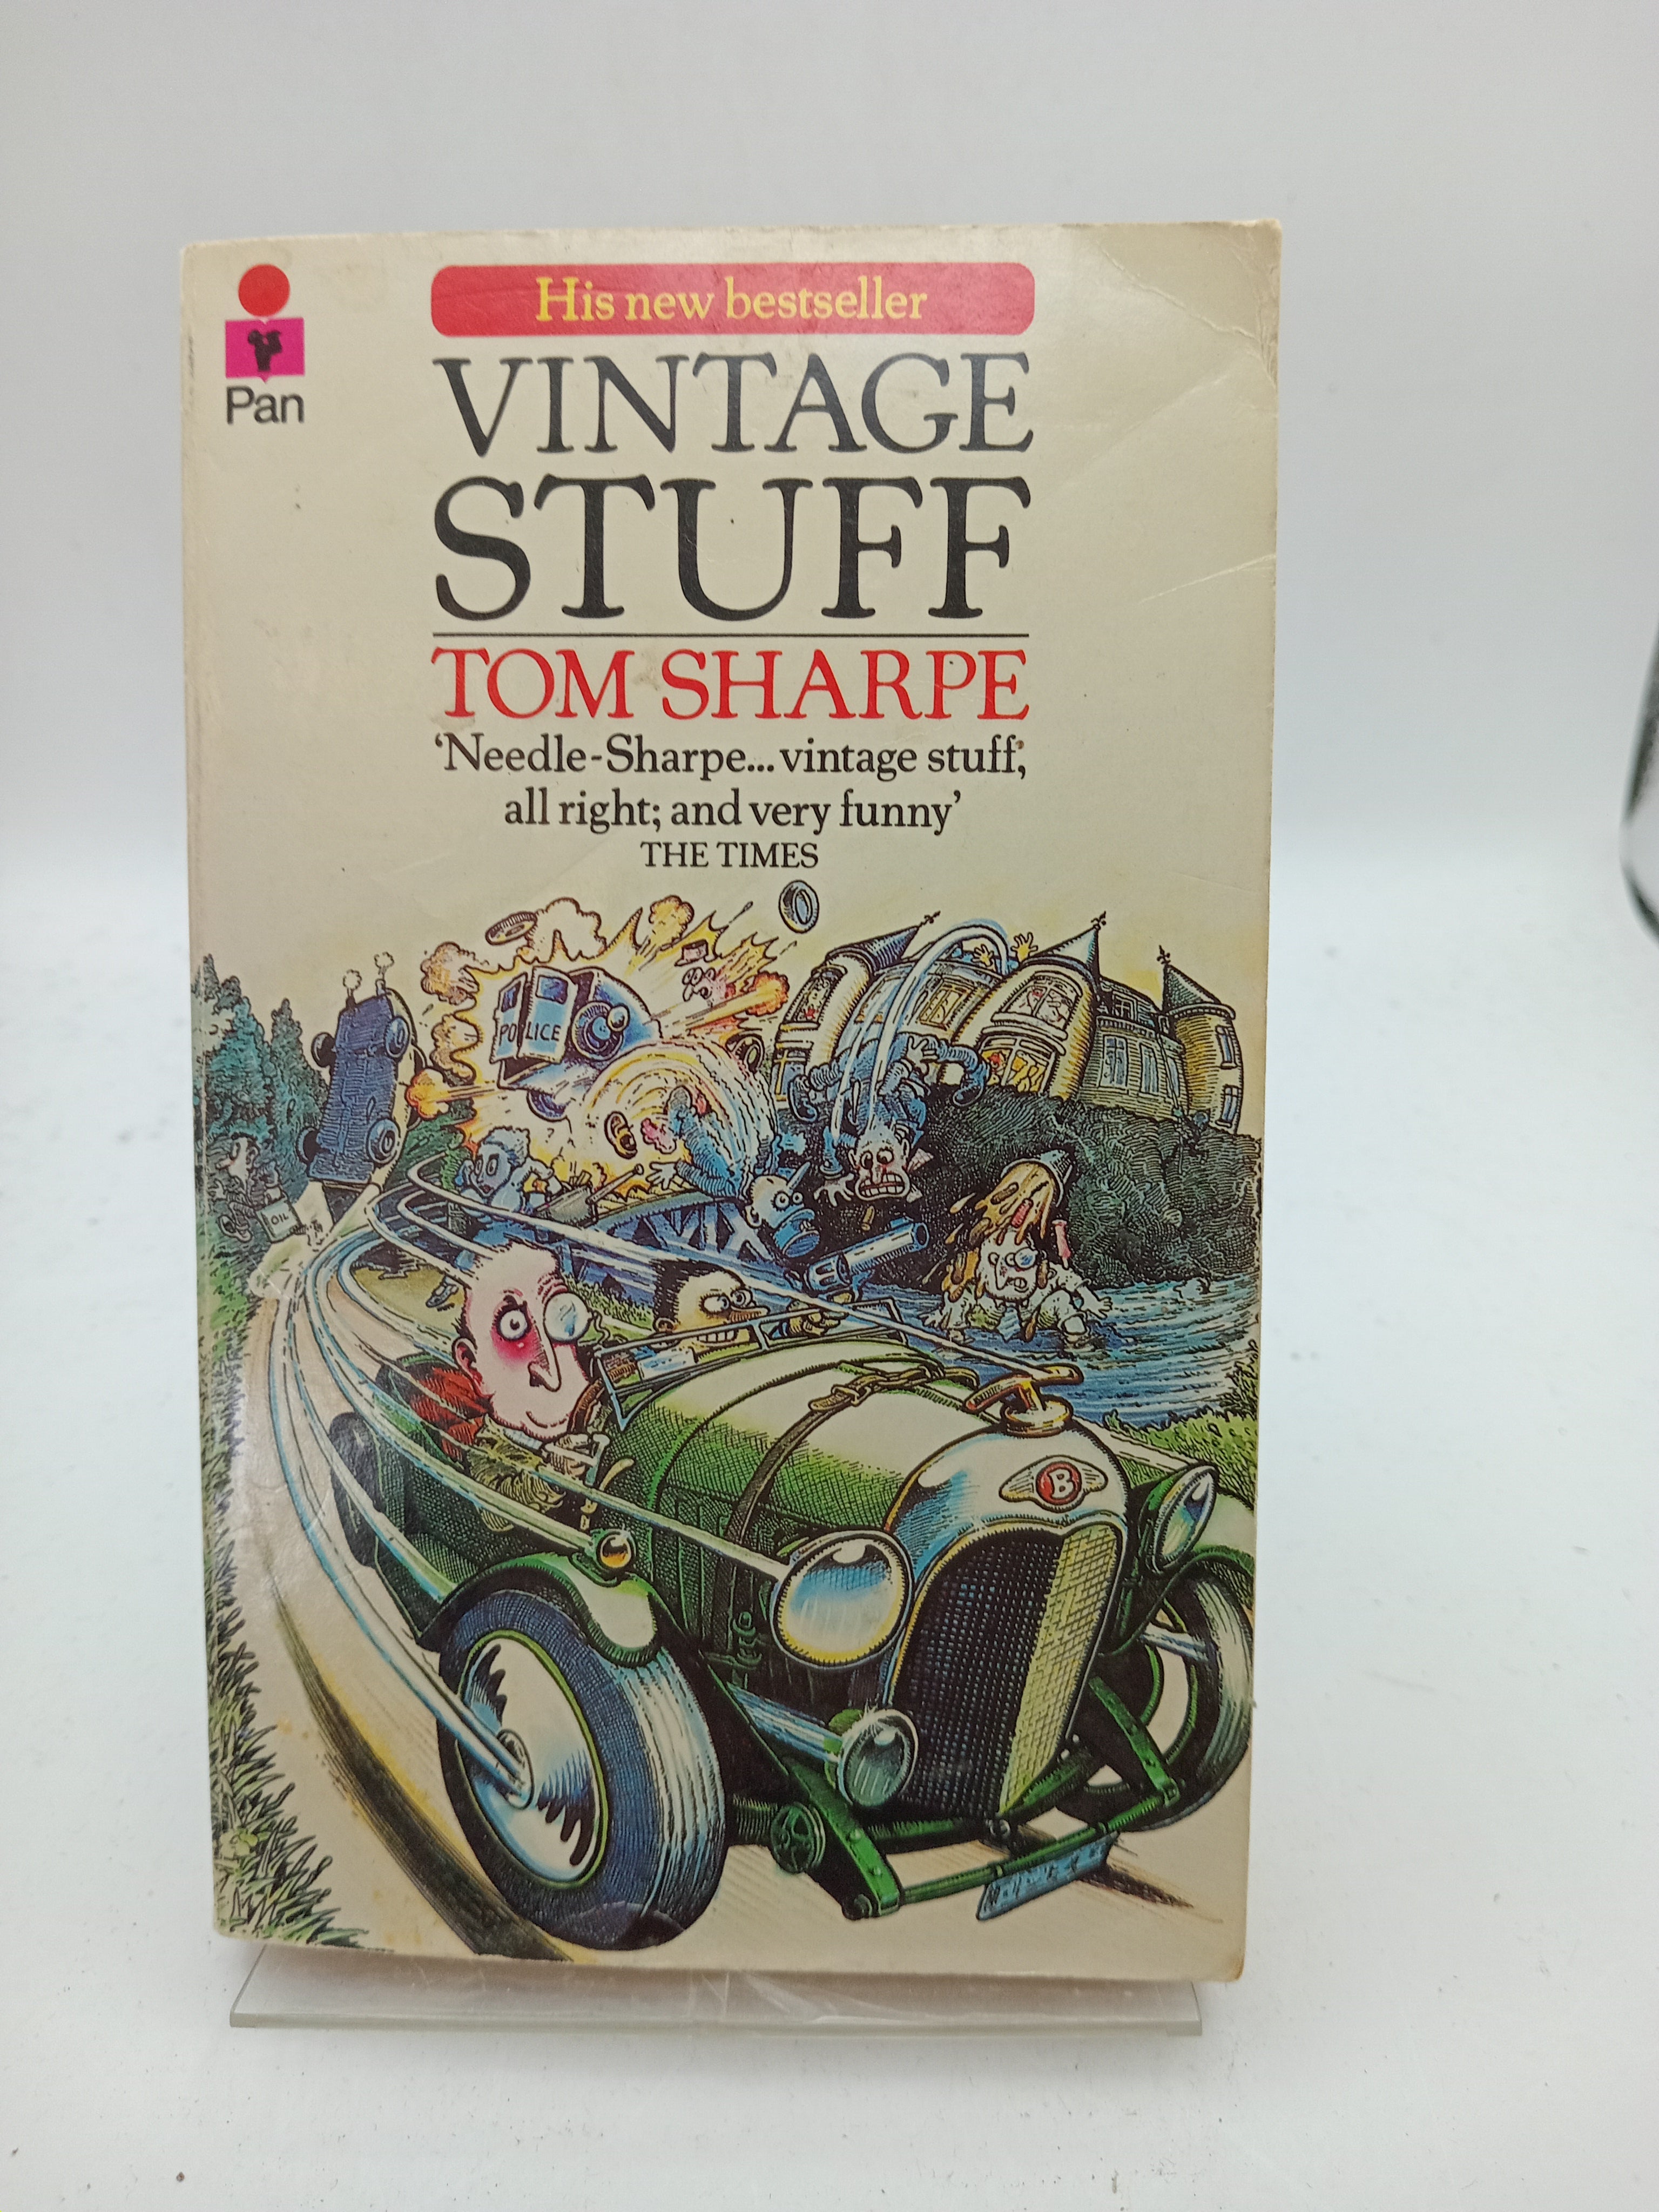 His new bestseller
Pan
VINTAGE
STUFF
TOM SHARPE
‘Needle-Sharpe... vintage stuff,
all right; and very funny’
THE TIMES
POLICE
OIL
B